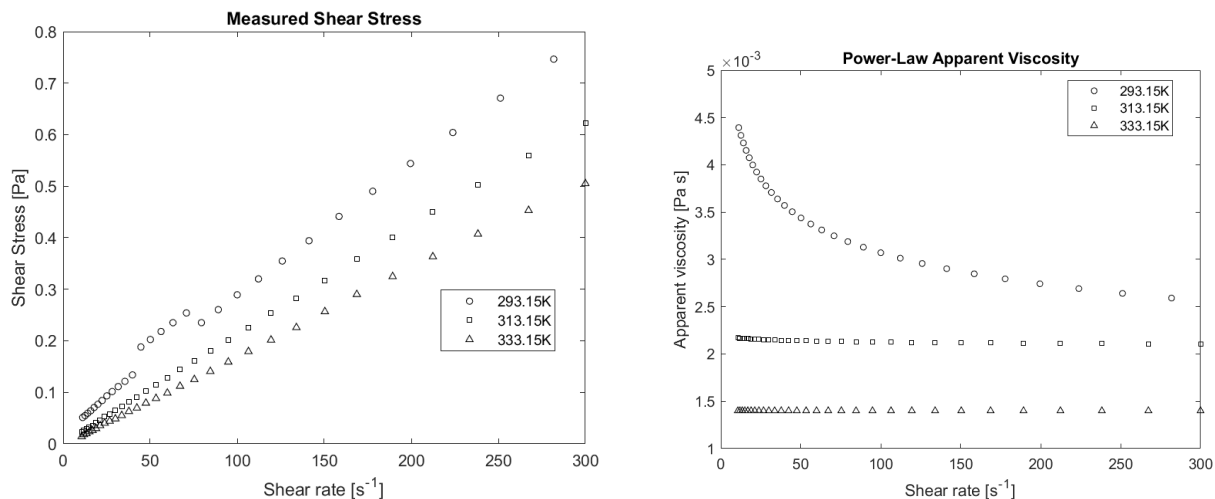 Measured Shear Stress
0.8
0.7
0.6
0.5
0.4
0.3
0.2
0.1
0
Shear Stress [Pa]
293.15K
313.15K
333.15K
0 50 100 150 200 250 300
Shear rate [s⁻¹]
Power-Law Apparent Viscosity
×10⁻³
5
4.5
4
3.5
3
2.5
2
1.5
1
Apparent viscosity [Pa s]
293.15K
313.15K
333.15K
0 50 100 150 200 250 300
Shear rate [s⁻¹]